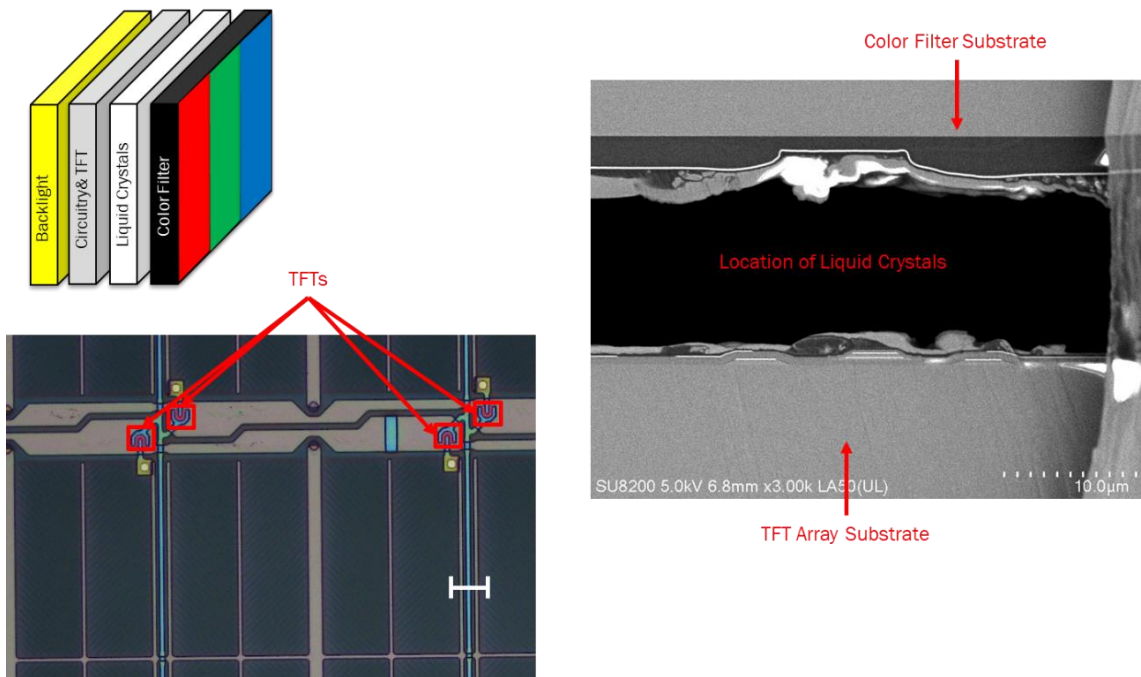 Backlight
Circuitry& TFT
Liquid Crystals
Color Filter
TFTs
Color Filter Substrate
Location of Liquid Crystals
SU8200 5.0kV 6.8mm x3.00k LA50(UL)
10.0µm
TFT Array Substrate